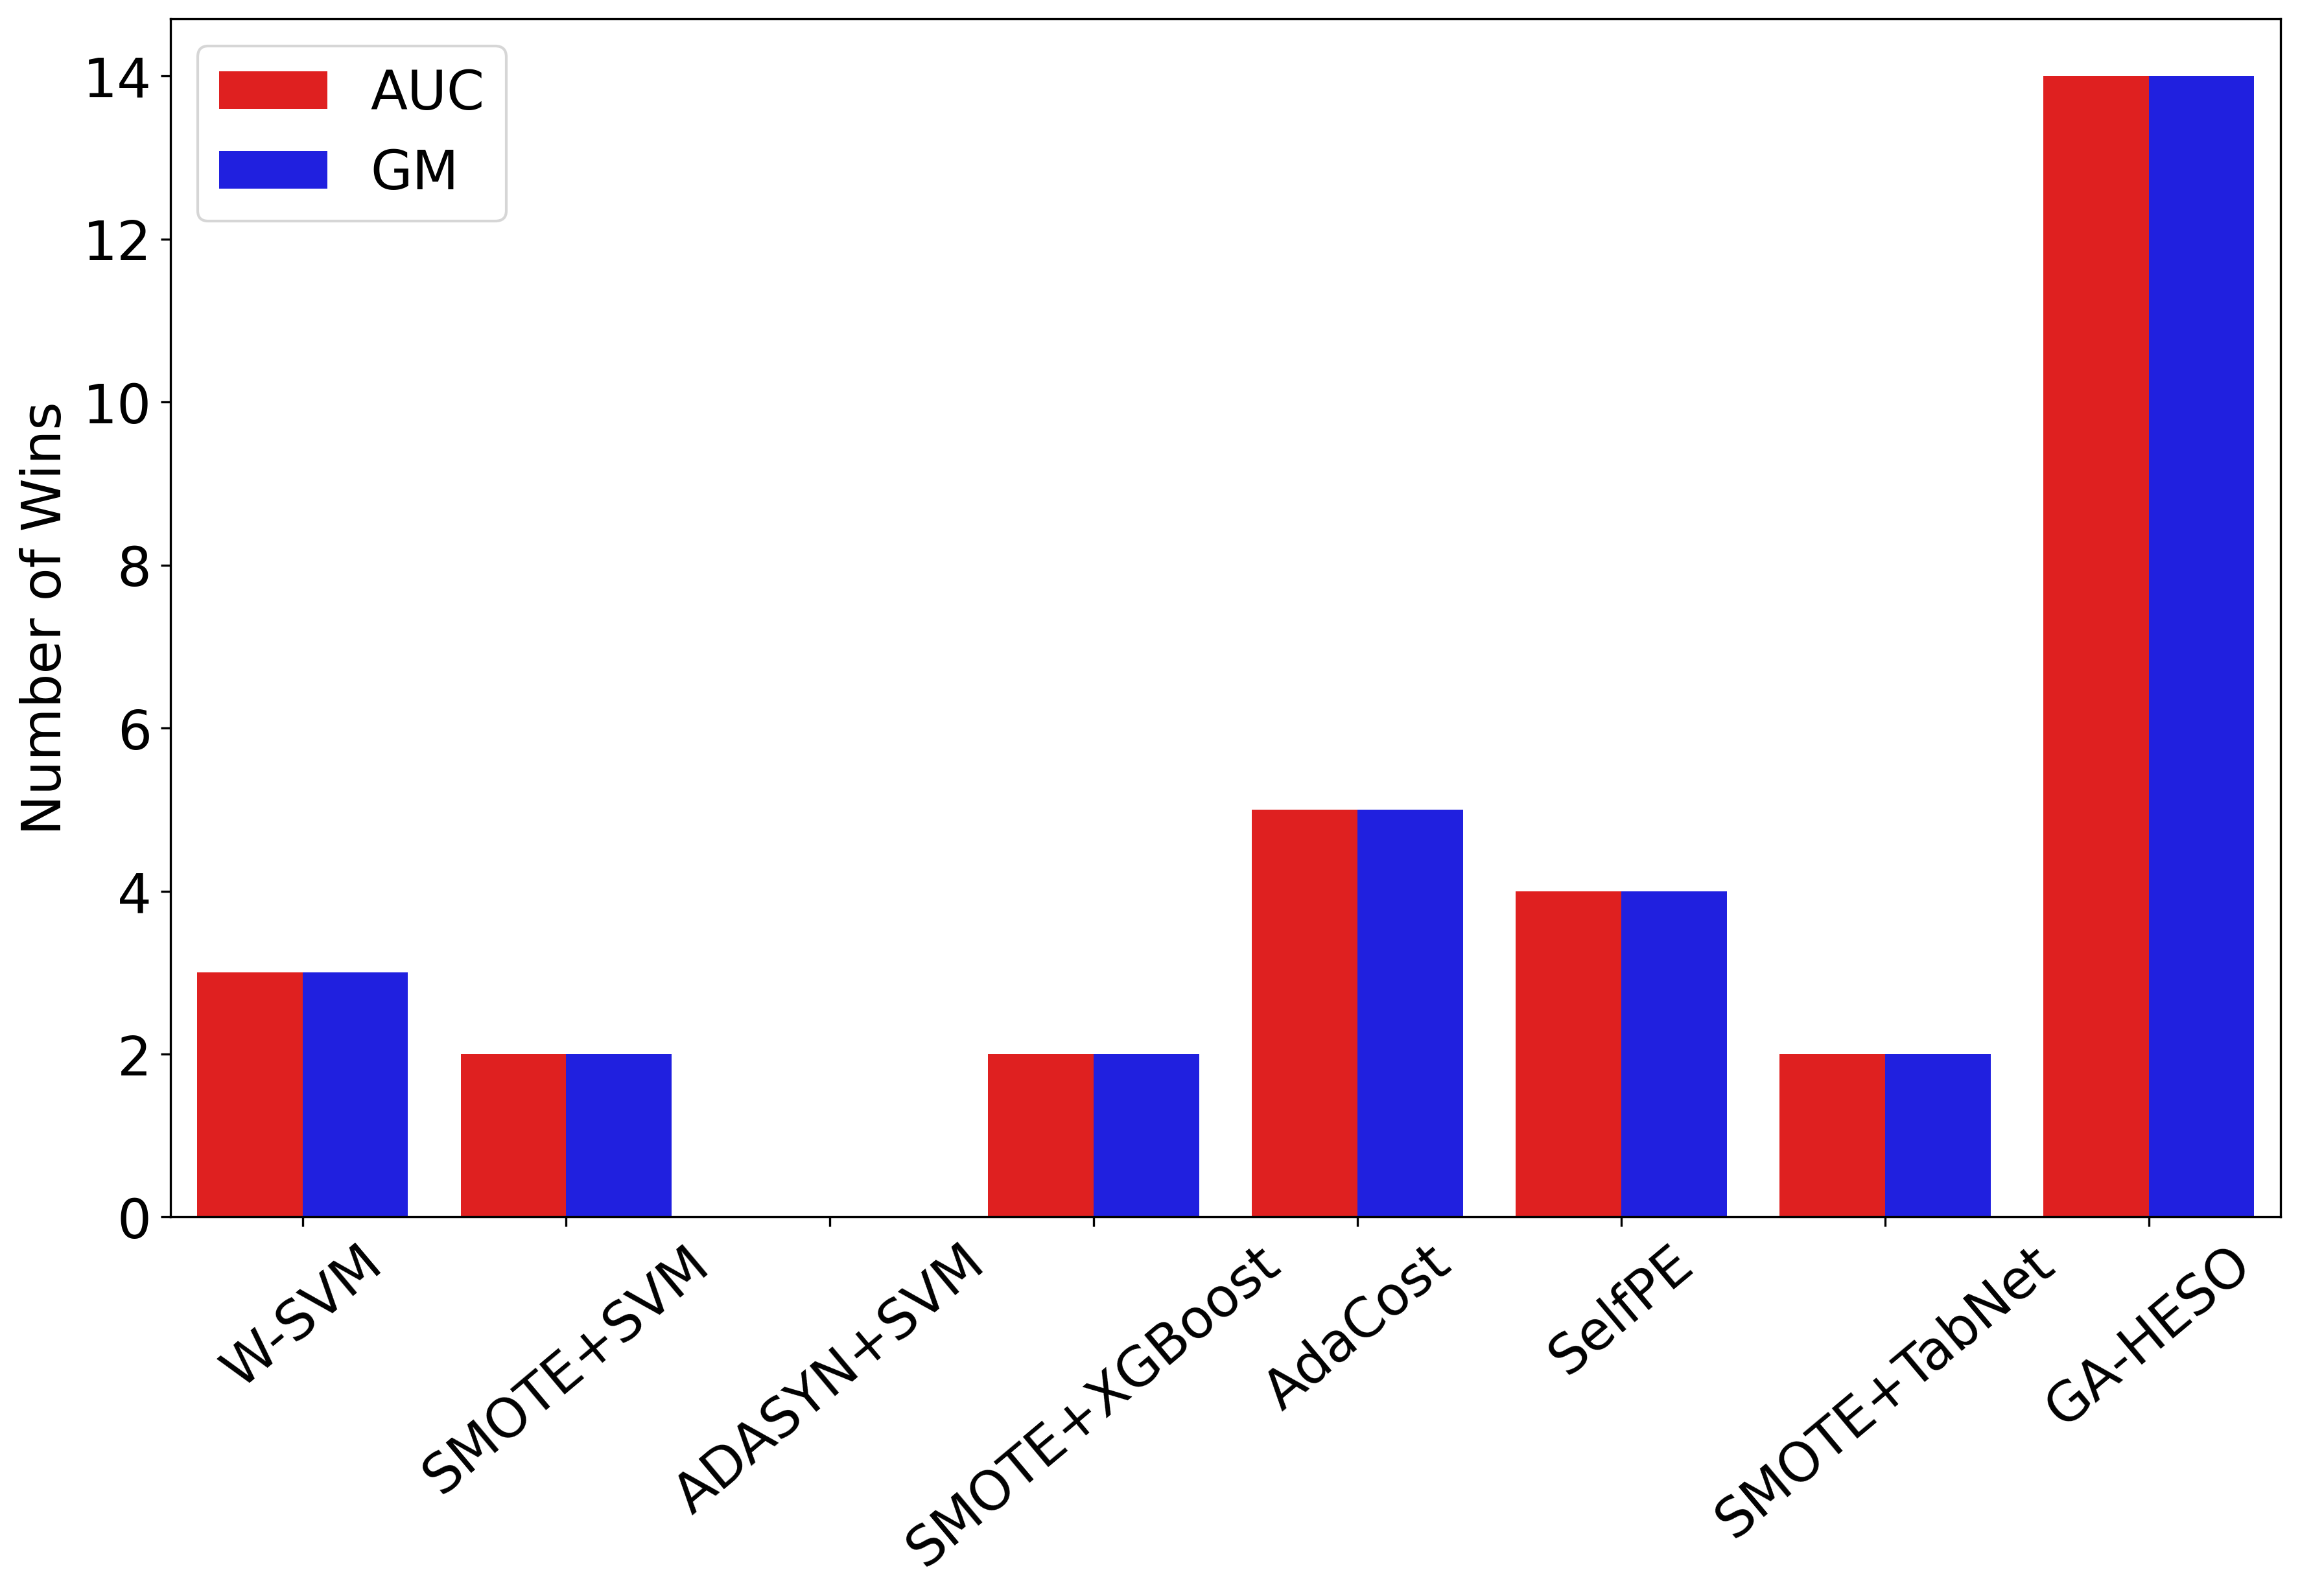 AUC
GM
Number of Wins
14
12
10
8
6
4
2
0
W-SVM
SMOTE+SVM
ADASYN+SVM
SMOTE+XGBoost
AdaCost
SelfPE
SMOTE+TabNet
GA-HESO